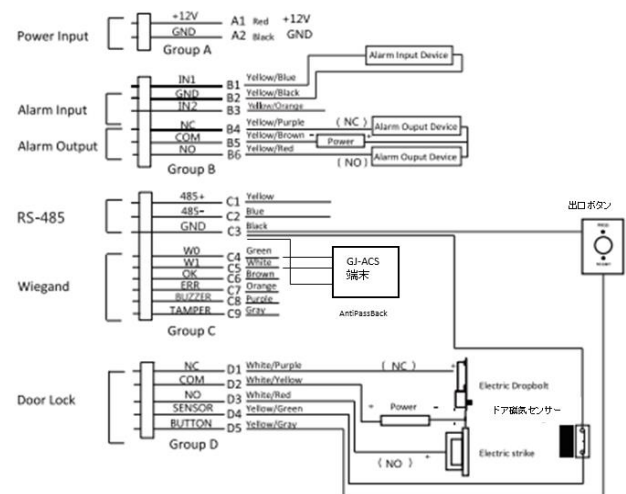 Power Input
+12V A1 Red +12V
GND A2 Black GND
Group A
Alarm Input Device
IN1 B1 Yellow/Blue
GND B2 Yellow/Black
Alarm Input
IN2 B3 Yellow/Orange
NC B4 Yellow/Purple ( NC ) Alarm Ouput Device
Alarm Output
COM B5 Yellow/Brown - Power +
NO B6 Yellow/Red ( NO ) Alarm Ouput Device
Group B
RS-485
485+ C1 Yellow
485- C2 Blue
GND C3 Black
出口ボタン
Wiegand
W0 C4 Green
W1 C5 White
OK C6 Brown
ERR C7 Orange
BUZZER C8 Purple
TAMPER C9 Gray
Group C
GJ-ACS
端末
AntiPassBack
Door Lock
NC D1 White/Purple ( NC ) +
COM D2 White/Yellow
NO D3 White/Red
SENSOR D4 Yellow/Green
BUTTON D5 Yellow/Gray
Group D
+ Power -
( NO ) +
Electric Dropbolt
ドア磁気センサー
Electric strike